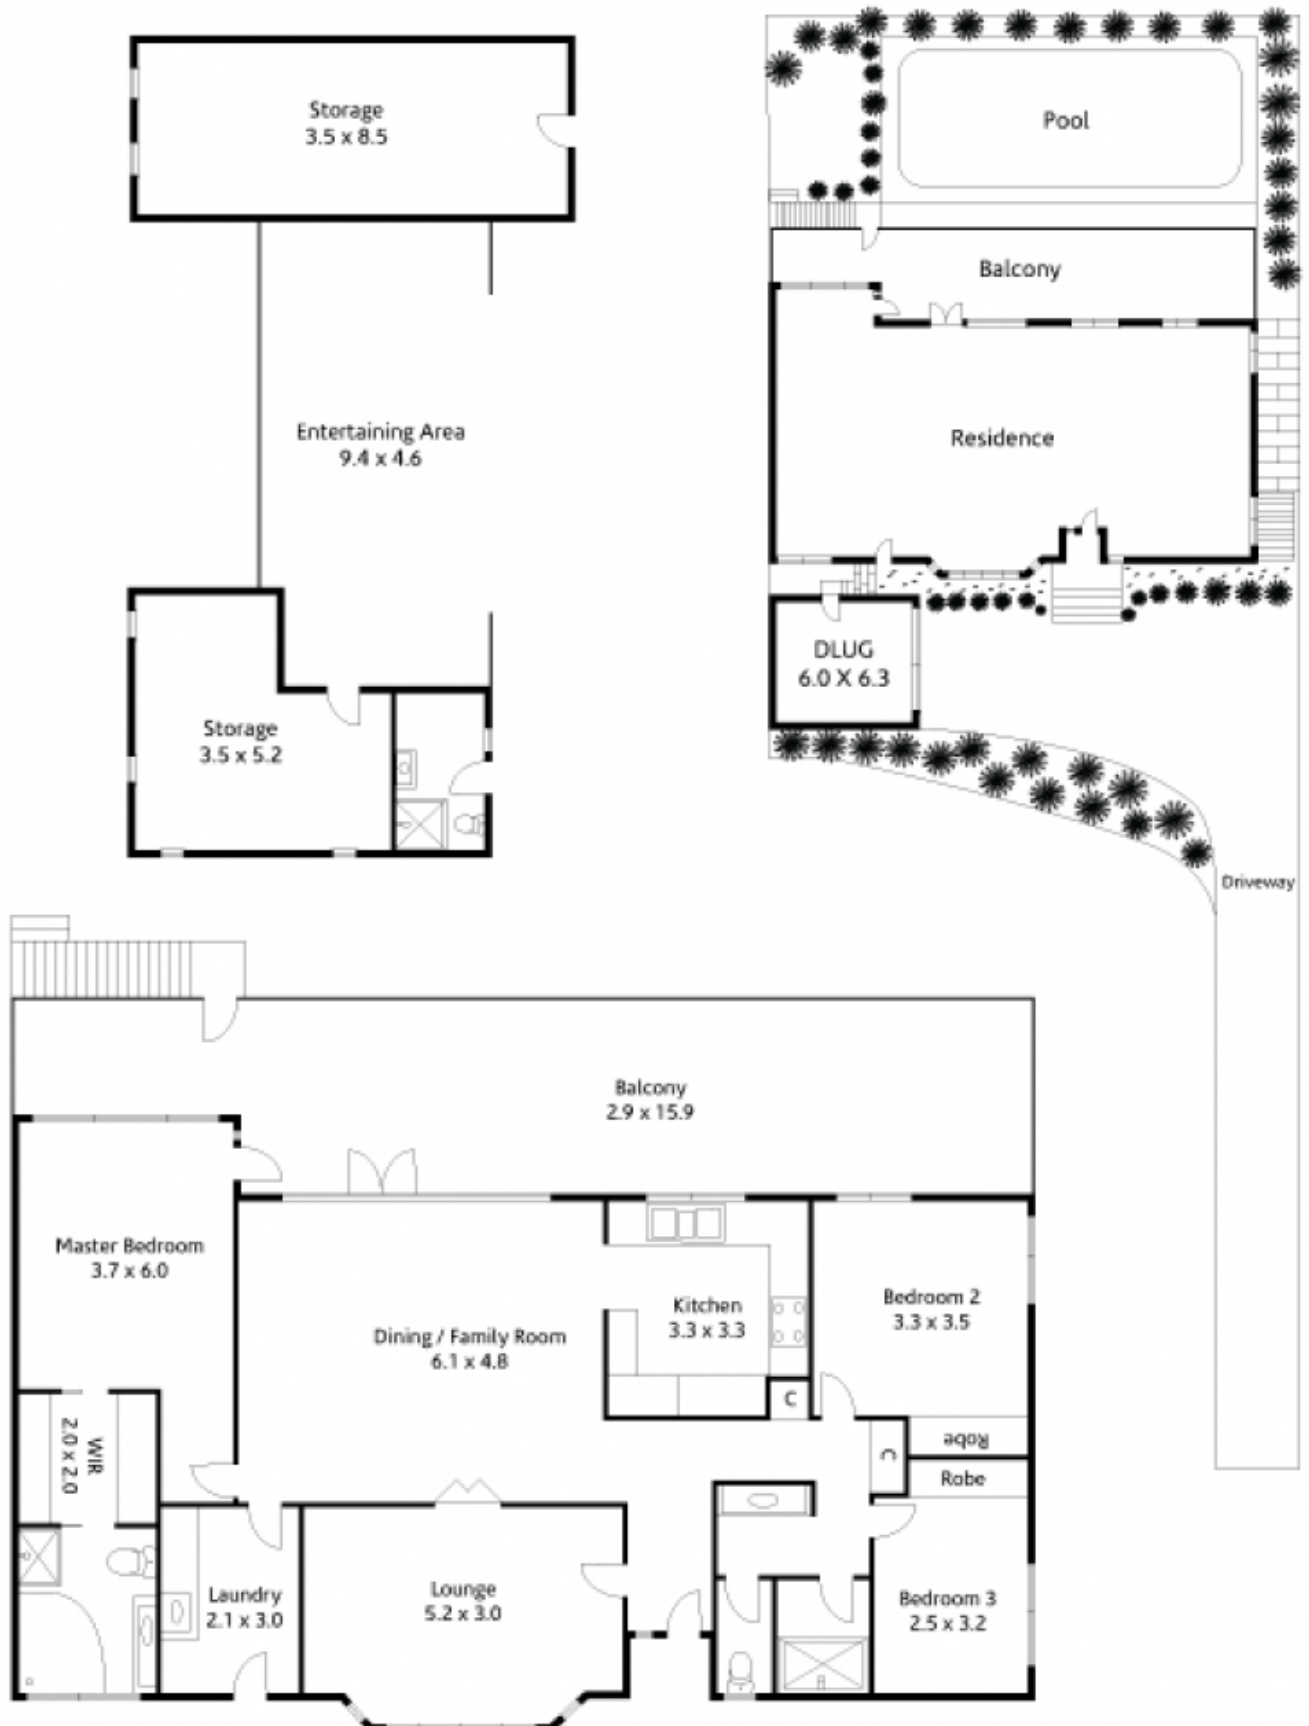 Storage
3.5 x 8.5
Entertaining Area
9.4 x 4.6
Storage
3.5 x 5.2
Pool
Balcony
Residence
DLUG
6.0 X 6.3
Driveway
Balcony
2.9 x 15.9
Master Bedroom
3.7 x 6.0
Dining / Family Room
6.1 x 4.8
Kitchen
3.3 x 3.3
C
Bedroom 2
3.3 x 3.5
WIR
2.0 x 2.0
C
Robe
Robe
Laundry
2.1 x 3.0
Lounge
5.2 x 3.0
Bedroom 3
2.5 x 3.2